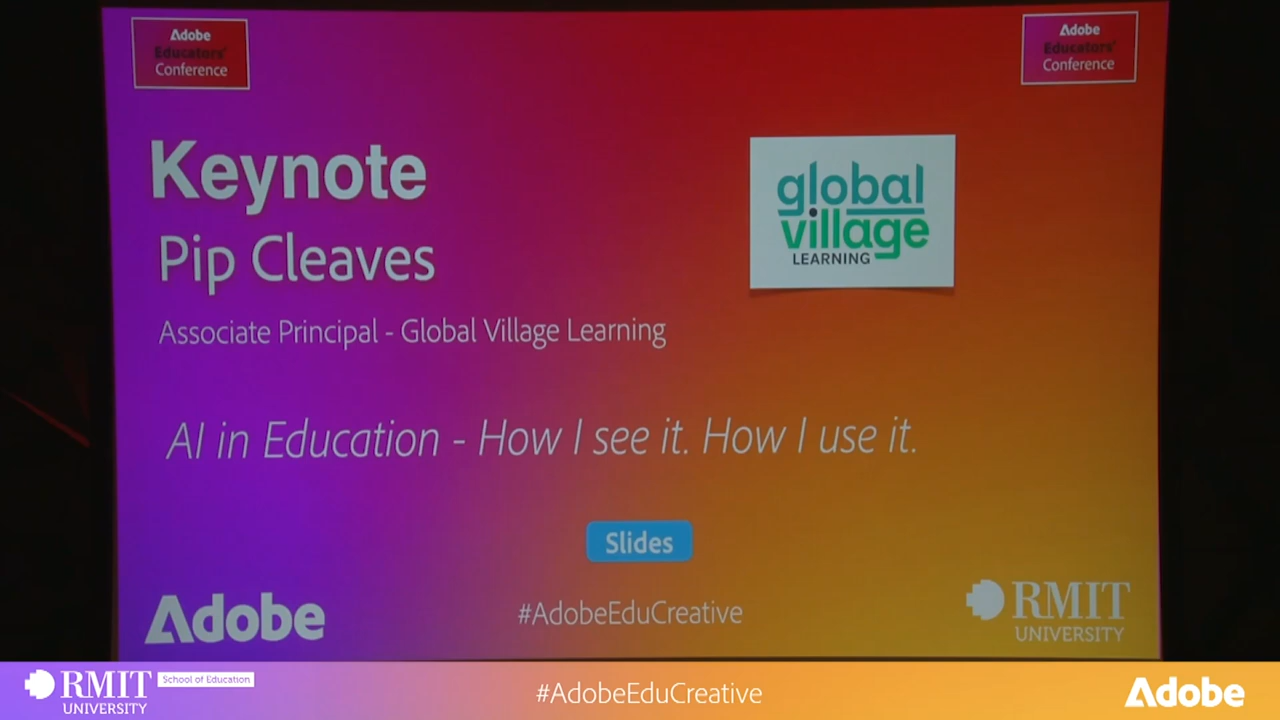 Adobe
Educators'
Conference
Adobe
Educators'
Conference
Keynote
Pip Cleaves
Associate Principal - Global Village Learning
global
village
LEARNING
AI in Education - How I see it. How I use it.
Slides
Adobe
#AdobeEduCreative
RMIT
UNIVERSITY
RMIT
UNIVERSITY
School of Education
#AdobeEduCreative
Adobe